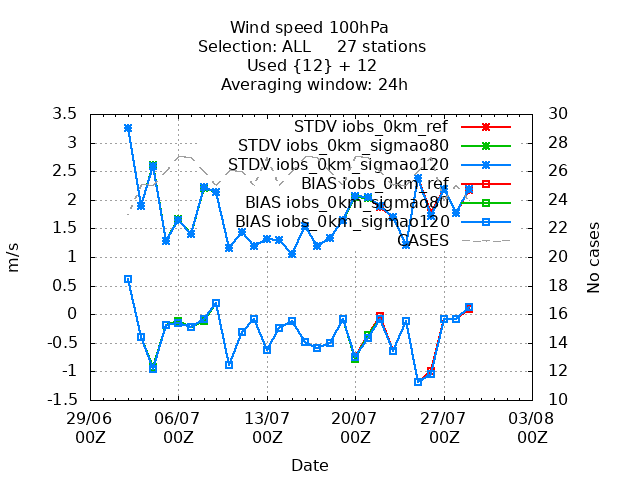 Wind speed 100hPa
Selection: ALL 27 stations
Used {12} + 12
Averaging window: 24h
3.5
3
2.5
2
1.5
1
0.5
0
-0.5
-1
-1.5
m/s
30
28
26
24
22
20
18
16
14
12
10
No cases
STDV iobs_0km_ref
STDV iobs_0km_sigmao80
STDV iobs_0km_sigmao120
BIAS iobs_0km_ref
BIAS iobs_0km_sigmao80
BIAS iobs_0km_sigmao120
CASES
29/06 06/07 13/07 20/07 27/07 03/08
00Z 00Z 00Z 00Z 00Z 00Z
Date